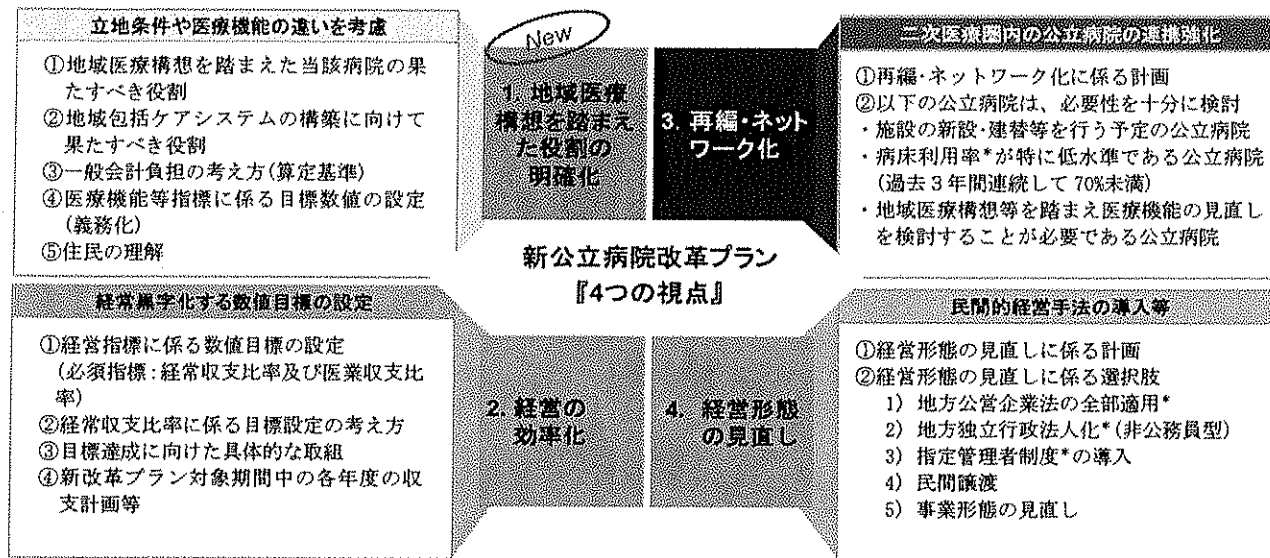 立地条件や医療機能の違いを考慮
①地域医療構想を踏まえた当該病院の果
たすべき役割
②地域包括ケアシステムの構築に向けて
果たすべき役割
③一般会計負担の考え方(算定基準)
④医療機能等指標に係る目標数値の設定
(義務化)
⑤住民の理解
New
1. 地域医療
構想を踏まえ
た役割の
明確化
3. 再編・ネット
ワーク化
二次医療圏内の公立病院の連携強化
①再編・ネットワーク化に係る計画
②以下の公立病院は、必要性を十分に検討
・施設の新設・建替等を行う予定の公立病院
・病床利用率*が特に低水準である公立病院
(過去3年間連続して70%未満)
・地域医療構想等を踏まえ医療機能の見直し
を検討することが必要である公立病院
新公立病院改革プラン
『4つの視点』
経常黒字化する数値目標の設定
①経営指標に係る数値目標の設定
(必須指標:経常収支比率及び医業収支比
率)
②経常収支比率に係る目標設定の考え方
③目標達成に向けた具体的な取組
④新改革プラン対象期間中の各年度の収
支計画等
2. 経営の
効率化
4. 経営形態
の見直し
民間的経営手法の導入等
①経営形態の見直しに係る計画
②経営形態の見直しに係る選択肢
1) 地方公営企業法の全部適用*
2) 地方独立行政法人化*(非公務員型)
3) 指定管理者制度*の導入
4) 民間譲渡
5) 事業形態の見直し